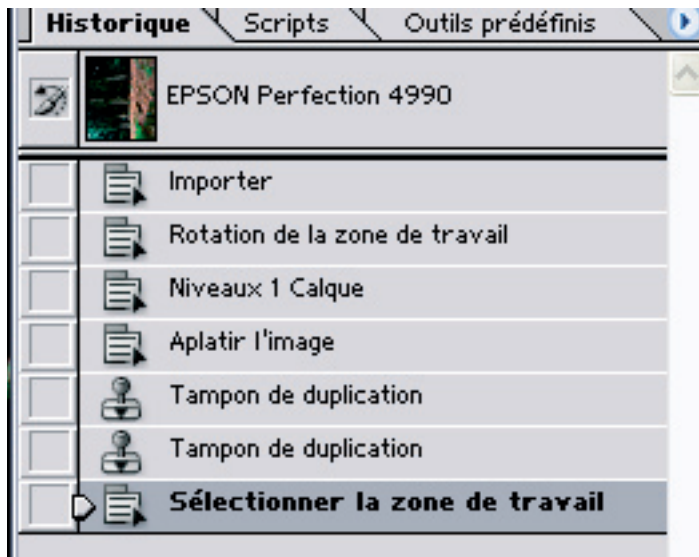 Historique Scripts Outils prédéfinis
EPSON Perfection 4990
Importer
Rotation de la zone de travail
Niveaux 1 Calque
Aplatir l'image
Tampon de duplication
Tampon de duplication
Sélectionner la zone de travail